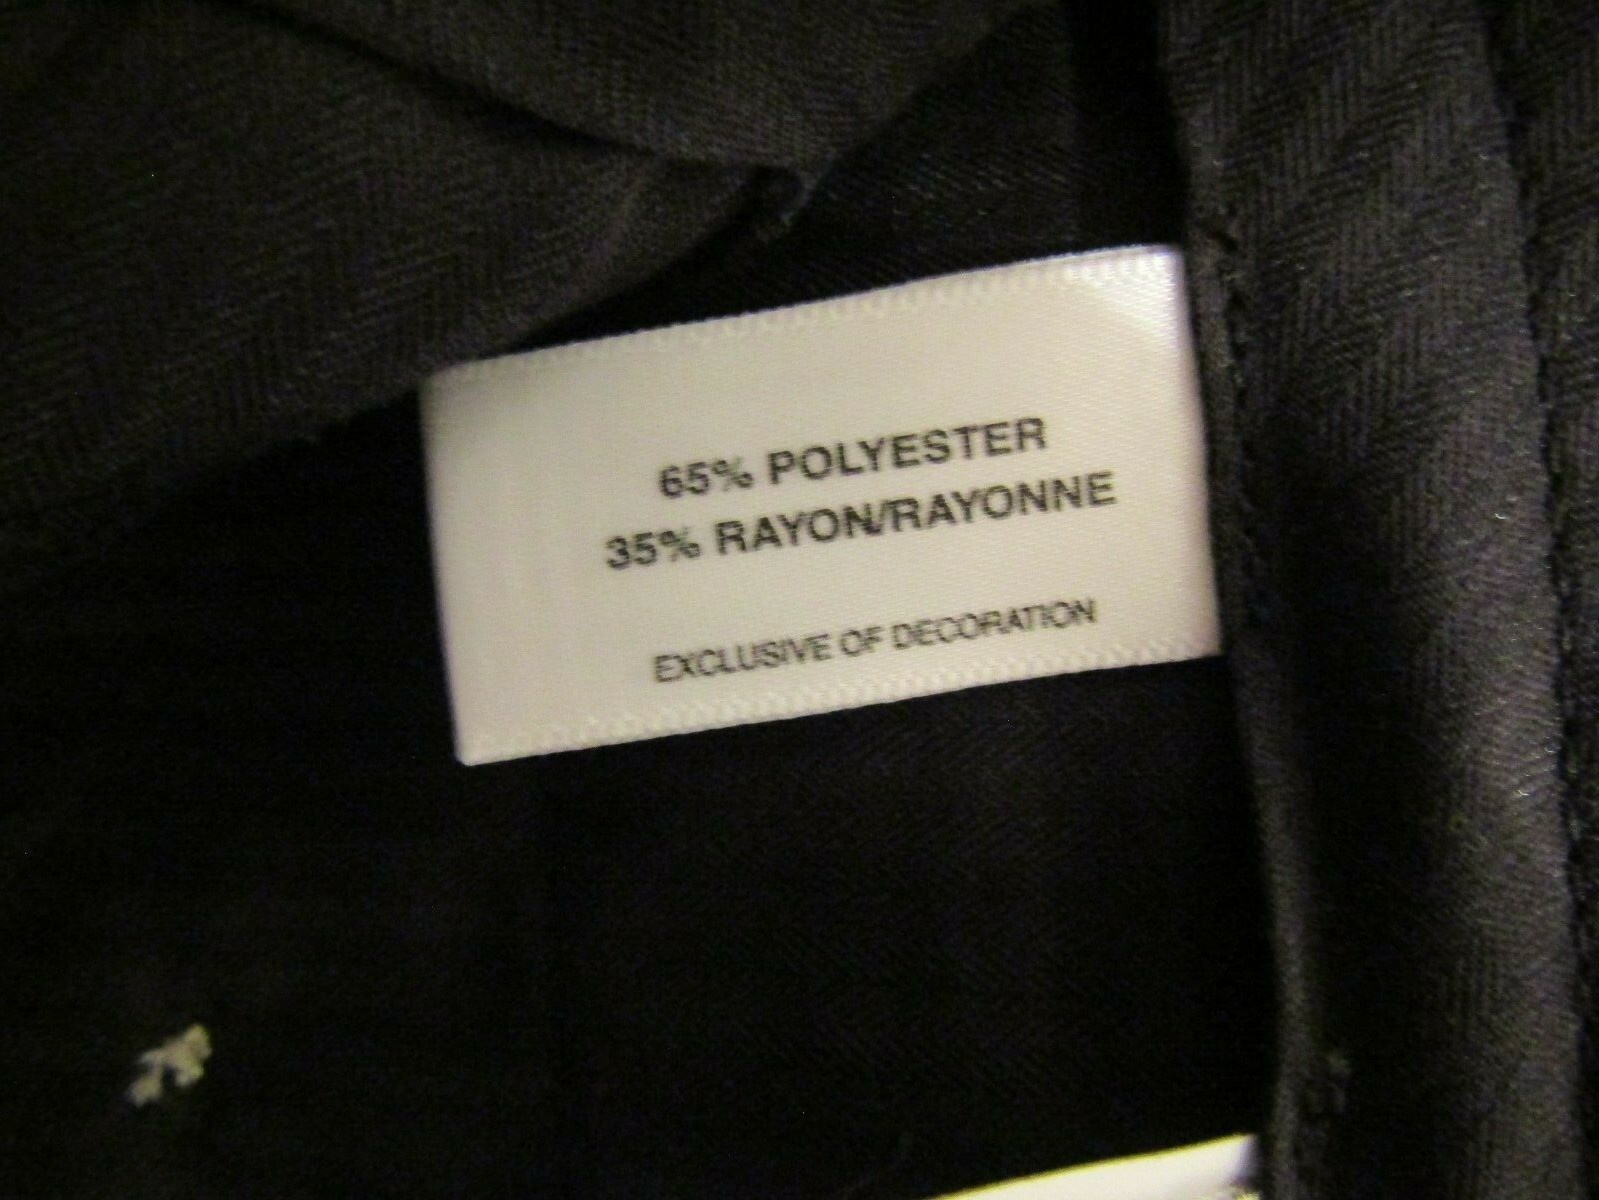 65% POLYESTER
35% RAYON/RAYONNE
EXCLUSIVE OF DECORATION